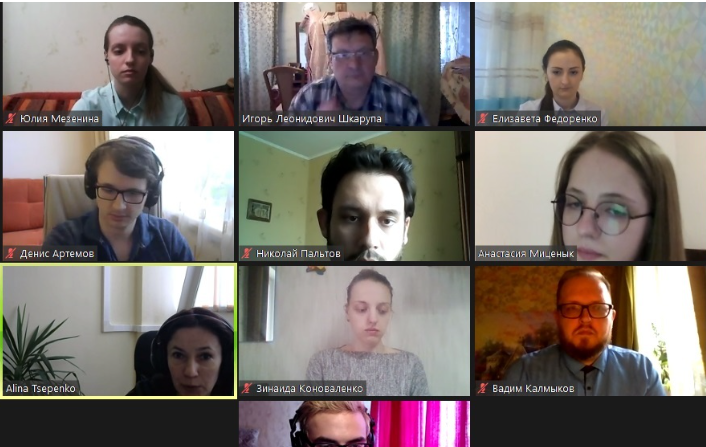 Юлия Мезенина
Игорь Леонидович Шкарупа
Елизавета Федоренко
Денис Артемов
Николай Пальтов
Анастасия Миценык
Alina Tsepenko
Зинаида Коноваленко
Вадим Калмыков